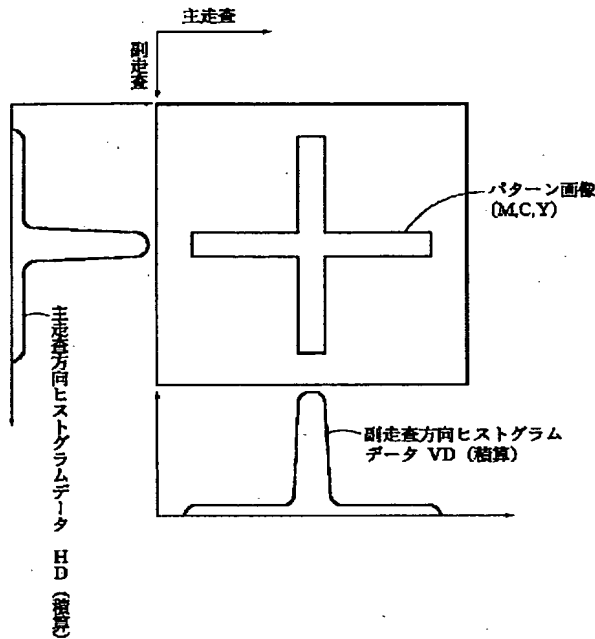 主走査
副走査
パターン画像
(M,C,Y)
主走査方向ヒストグラムデータ HD (積算)
副走査方向ヒストグラム
データ VD (積算)